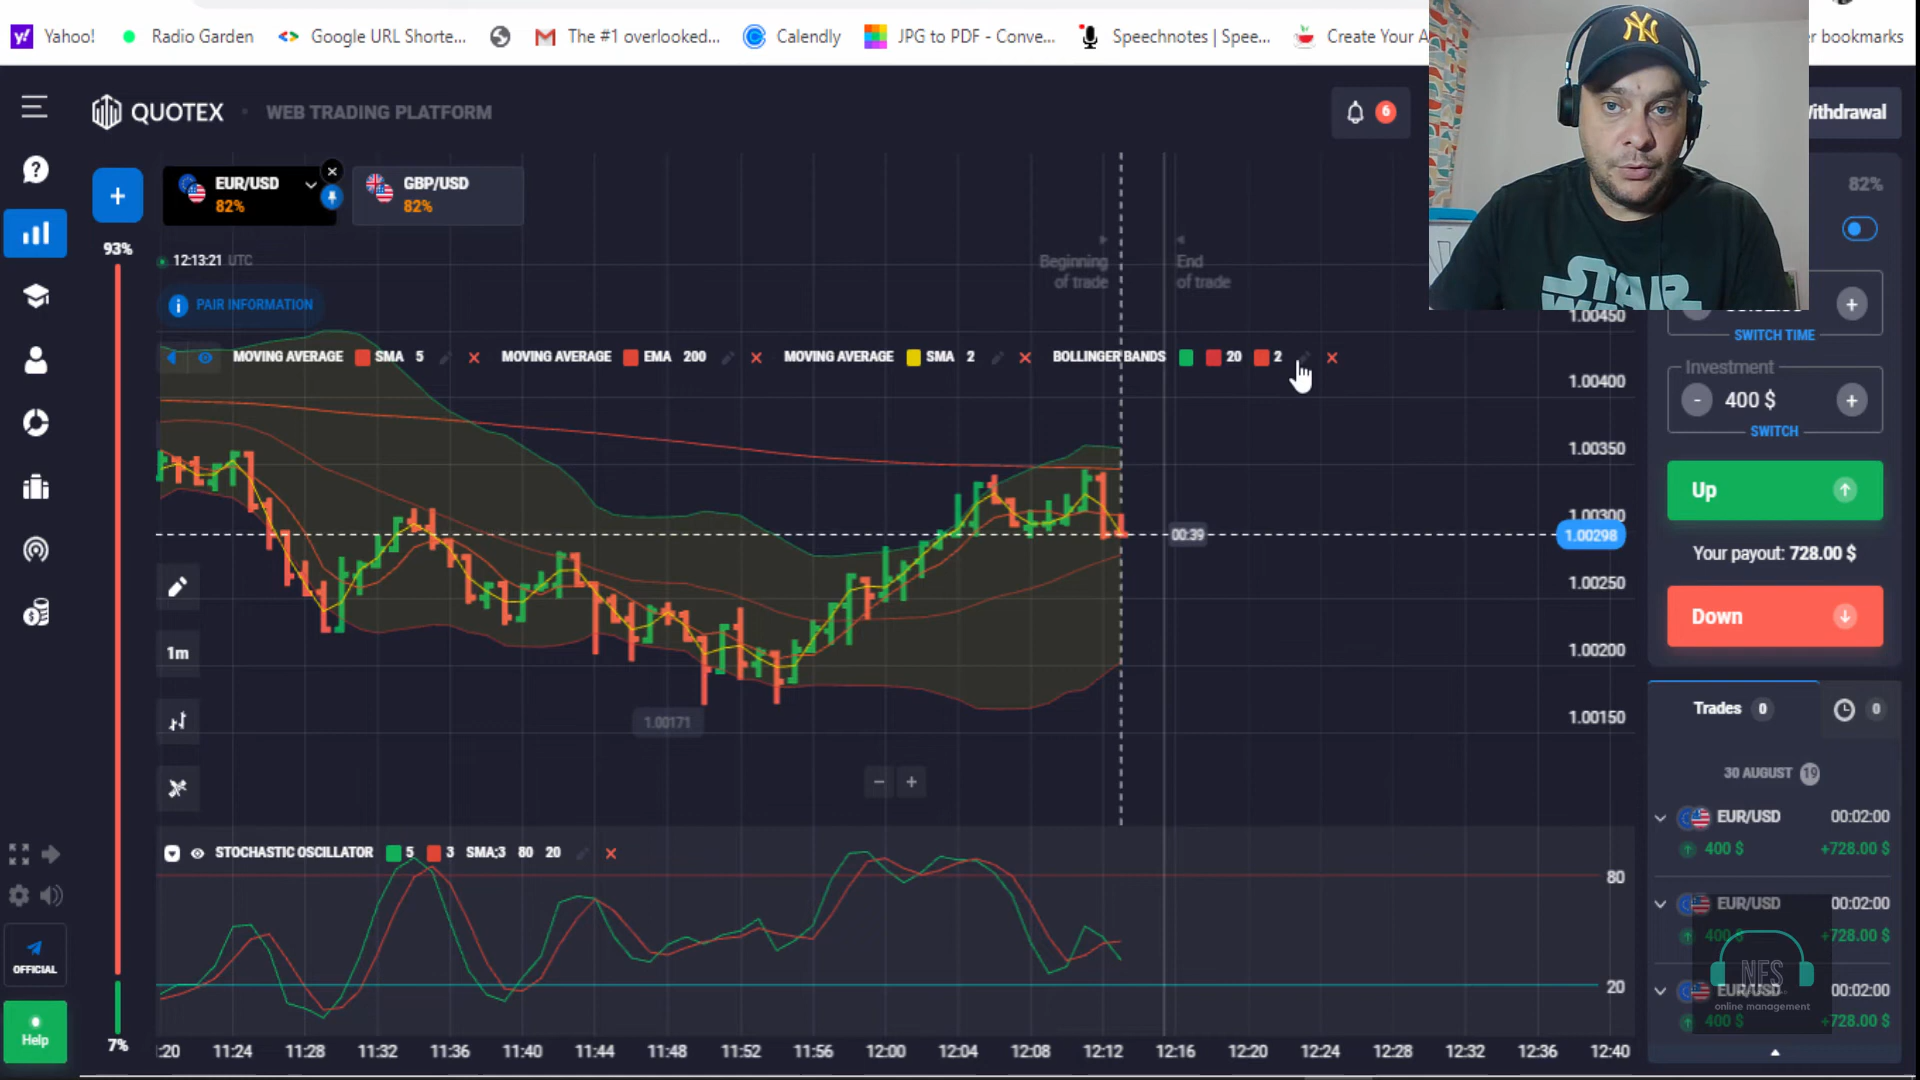 Yahoo!
Radio Garden
Google URL Shorte...
The #1 overlooked...
Calendly
JPG to PDF - Conve...
Speechnotes | Spee...
Create Your A
bookmarks
NY
QUOTEX
WEB TRADING PLATFORM
6
ithdrawal
EUR/USD
82%
GBP/USD
82%
82%
STAR
WARS
93%
12:13:21 UTC
Beginning
of trade
End
of trade
PAIR INFORMATION
SWITCH TIME
MOVING AVERAGE SMA 5
MOVING AVERAGE EMA 200
MOVING AVERAGE SMA 2
BOLLINGER BANDS 20 2
1.00450
1.00400
1.00350
1.00300
1.00298
1.00250
1.00200
1.00150
Investment
- 400 $ +
SWITCH
Up
Your payout: 728.00 $
Down
00:39
1m
1.00171
Trades 0
0
30 AUGUST 19
EUR/USD 00:02:00
400 $ +728.00 $
EUR/USD 00:02:00
400 $ +728.00 $
EUR/USD 00:02:00
400 $ +728.00 $
NFS
online management
STOCHASTIC OSCILLATOR 5 3 SMA;3 80 20
80
20
OFFICIAL
Help
7%
:20 11:24 11:28 11:32 11:36 11:40 11:44 11:48 11:52 11:56 12:00 12:04 12:08 12:12 12:16 12:20 12:24 12:28 12:32 12:36 12:40